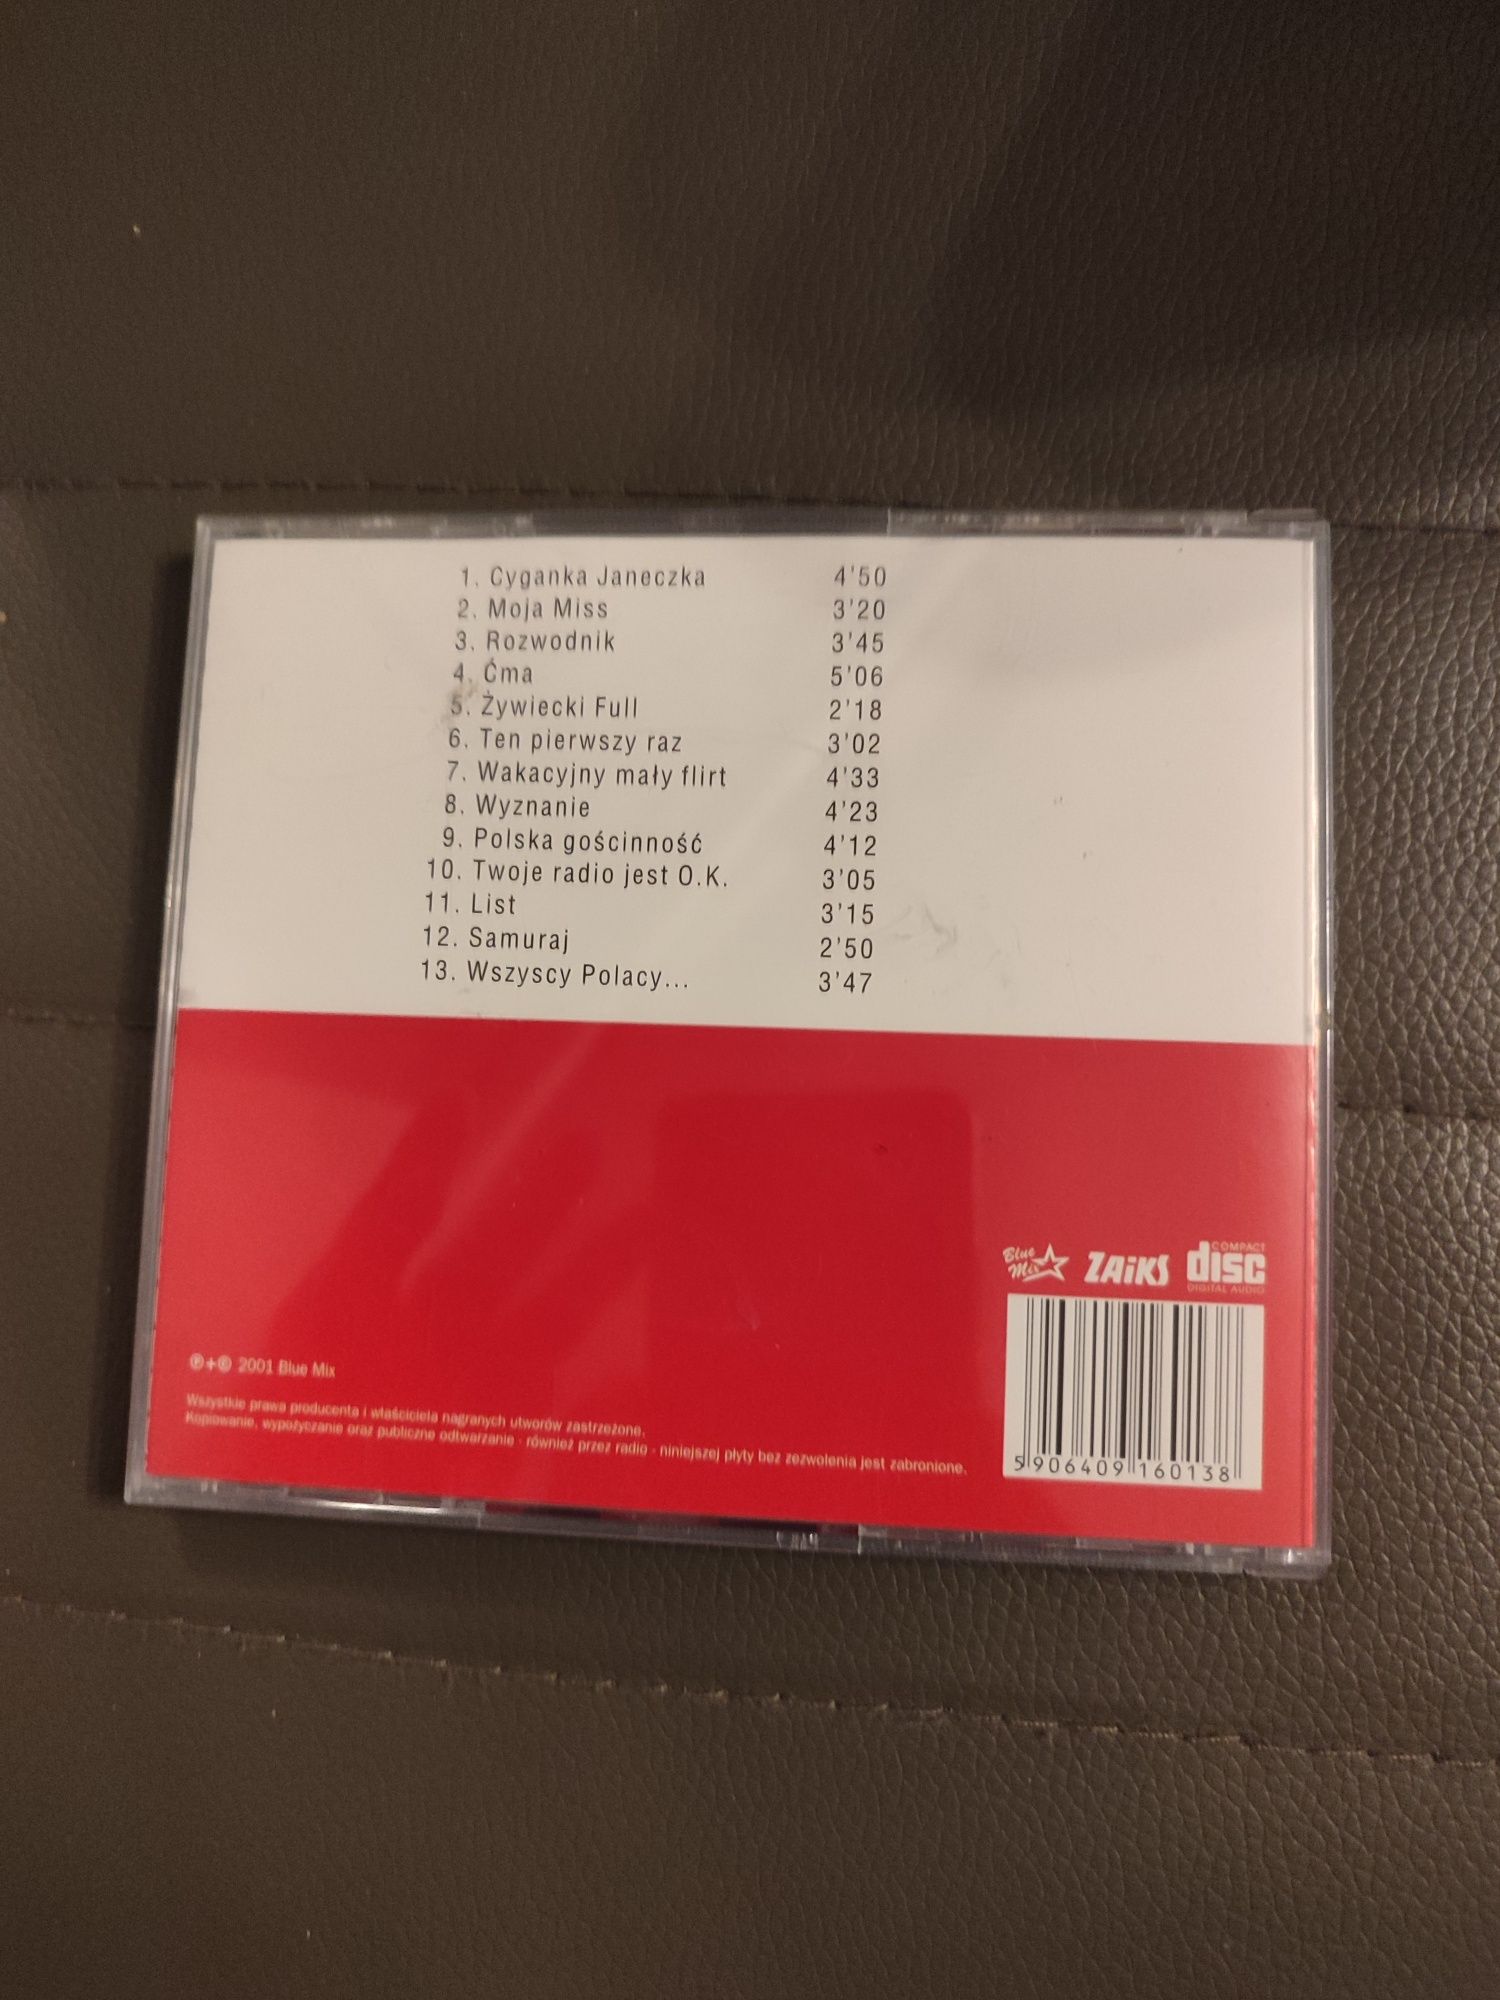 1. Cyganka Janeczka 4'50
2. Moja Miss 3'20
3. Rozwodnik 3'45
4. Ćma 5'06
5. Żywiecki Full 2'18
6. Ten pierwszy raz 3'02
7. Wakacyjny mały flirt 4'33
8. Wyznanie 4'23
9. Polska gościnność 4'12
10. Twoje radio jest O.K. 3'05
11. List 3'15
12. Samuraj 2'50
13. Wszyscy Polacy... 3'47
Blue Mix ZAiKS COMPACT disc DIGITAL AUDIO
℗+© 2001 Blue Mix
Wszystkie prawa producenta i właściciela nagranych utworów zastrzeżone.
Kopiowanie, wypożyczanie oraz publiczne odtwarzanie - również przez radio - niniejszej płyty bez zezwolenia jest zabronione.
5906409160138